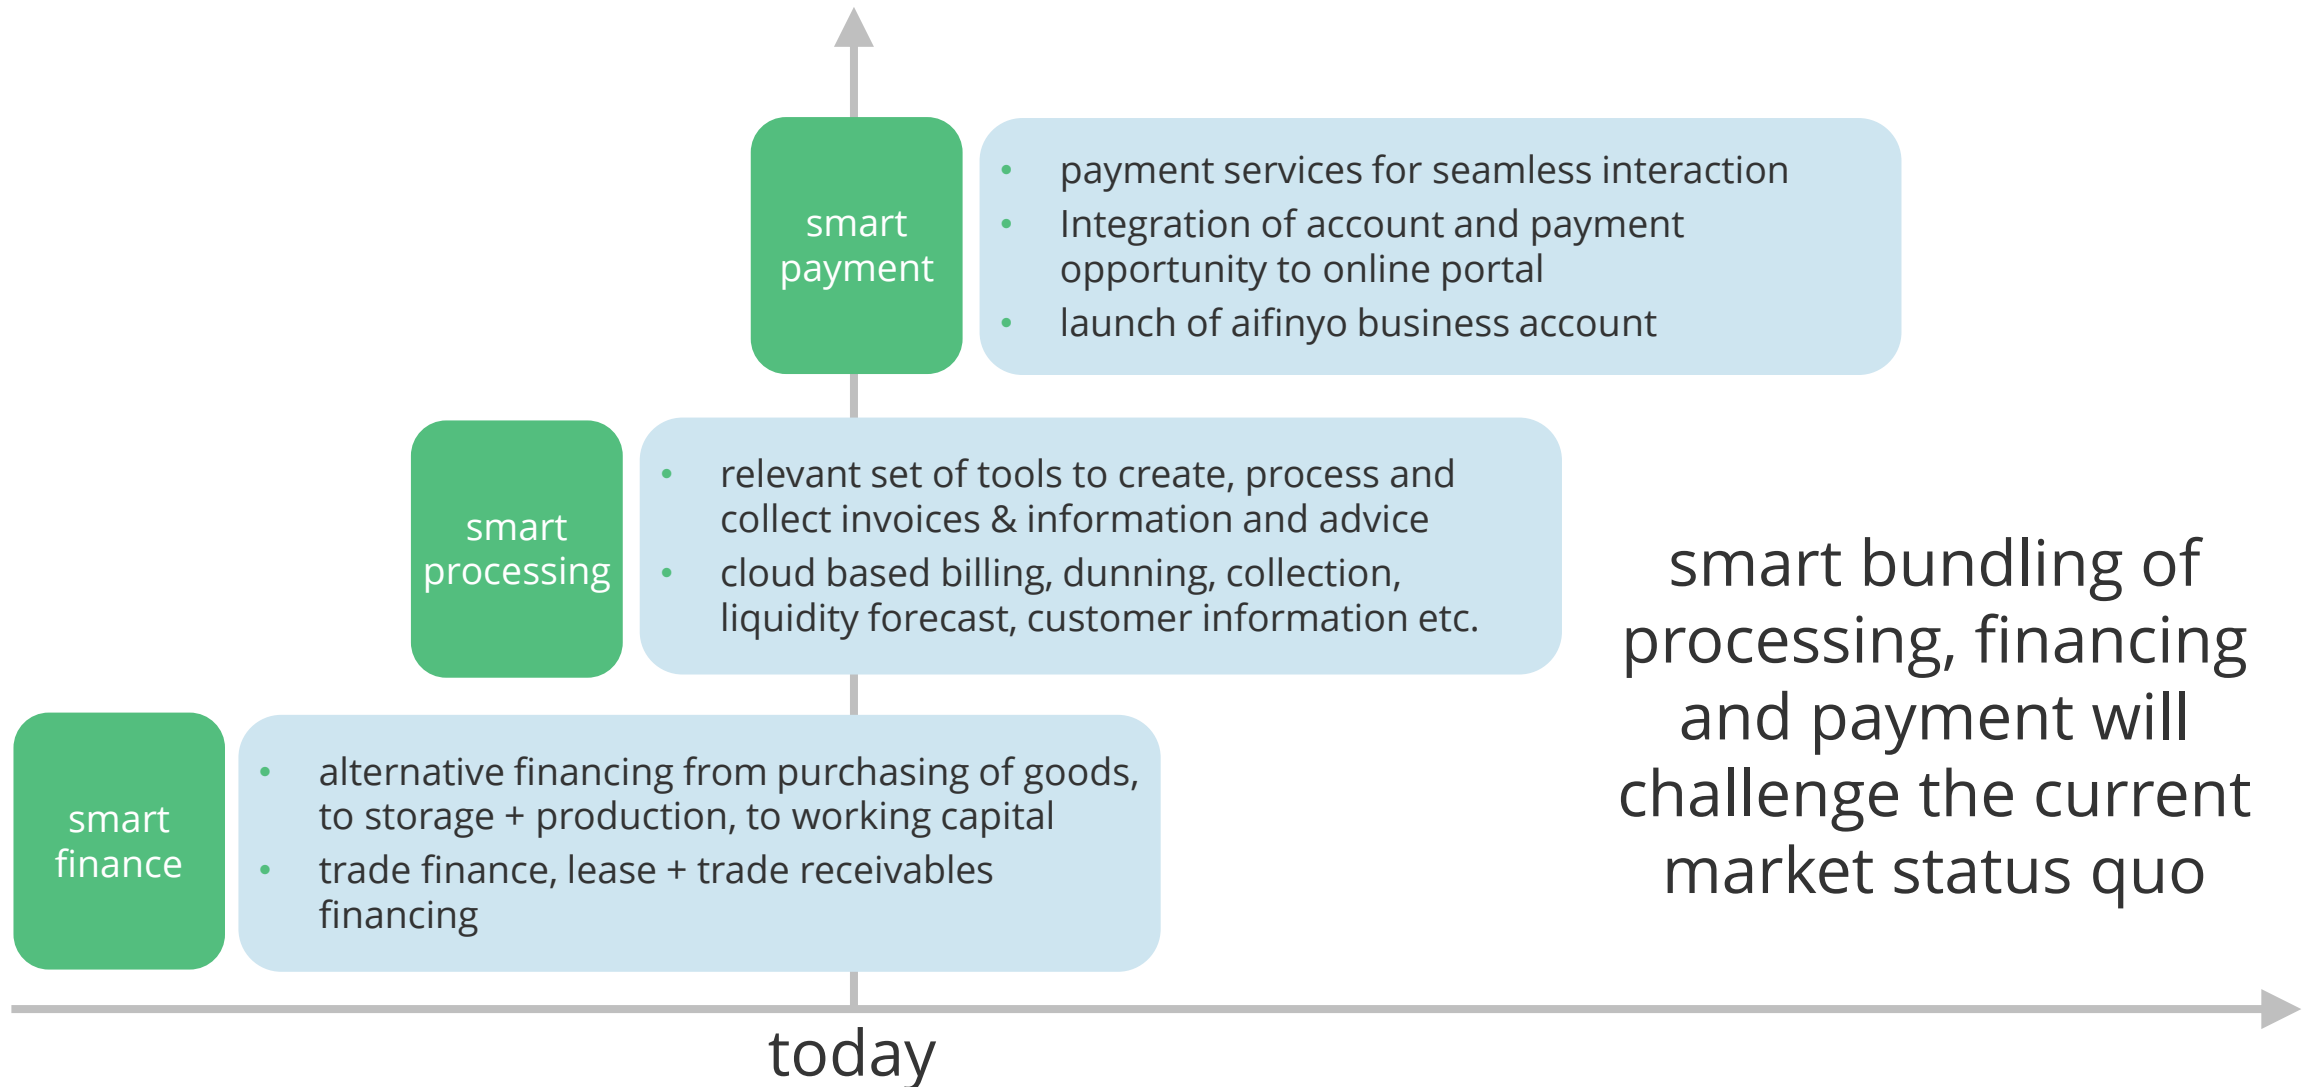 smart
payment
• payment services for seamless interaction
• Integration of account and payment
opportunity to online portal
• launch of aifinyo business account
smart
processing
• relevant set of tools to create, process and
collect invoices & information and advice
• cloud based billing, dunning, collection,
liquidity forecast, customer information etc.
smart bundling of
processing, financing
and payment will
challenge the current
market status quo
smart
finance
• alternative financing from purchasing of goods,
to storage + production, to working capital
• trade finance, lease + trade receivables
financing
today